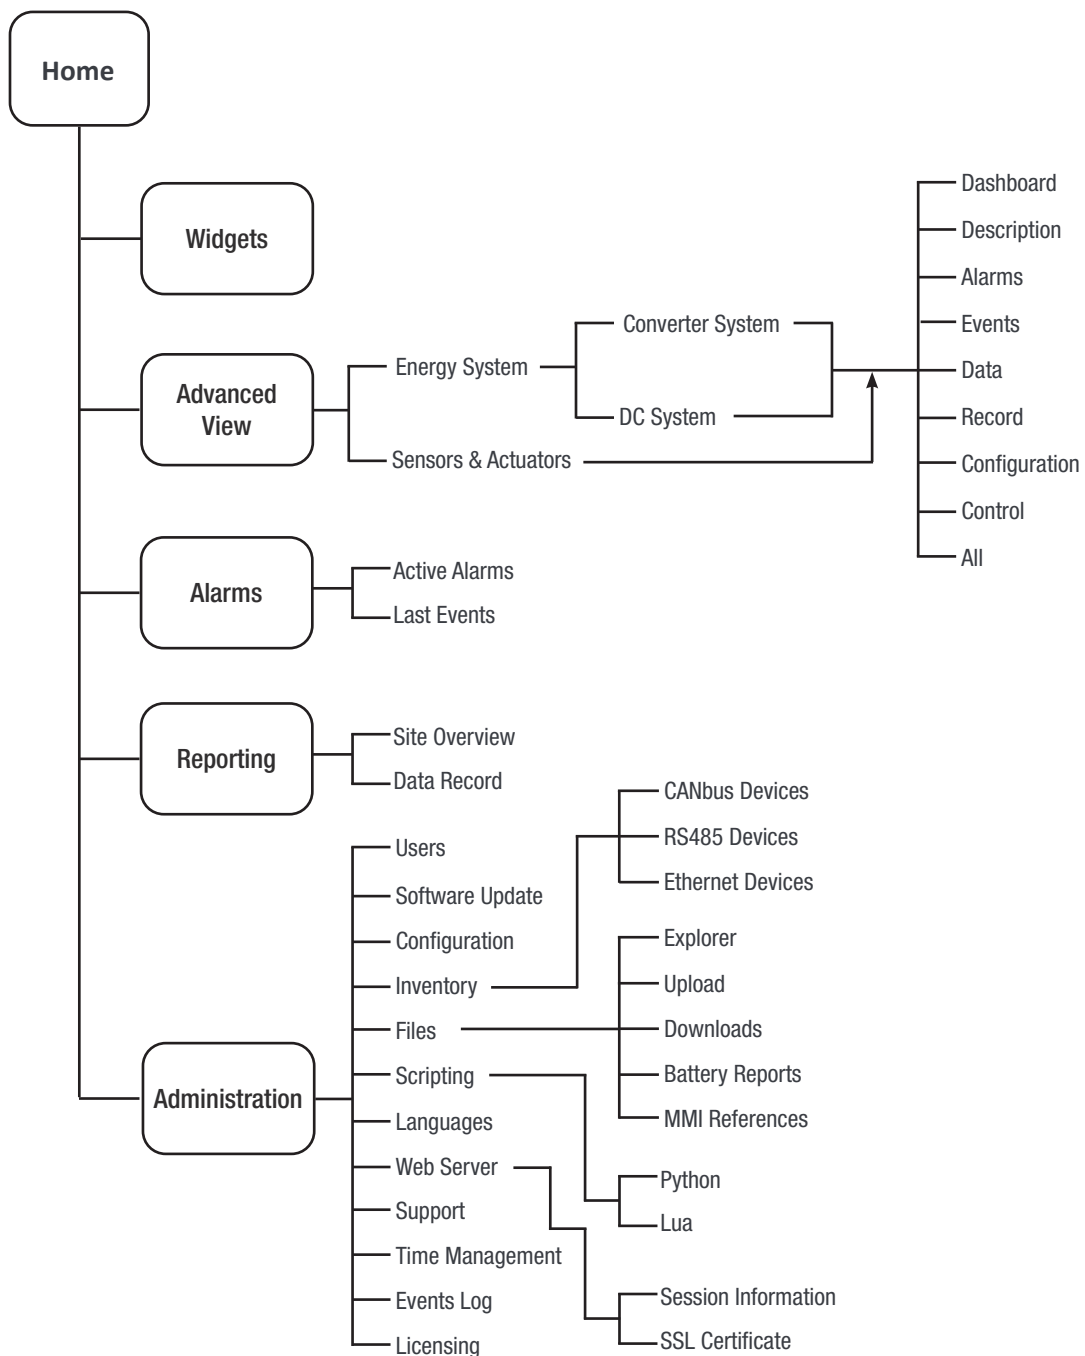 Home
Widgets
Advanced
View
Energy System
Sensors & Actuators
Converter System
DC System
Dashboard
Description
Alarms
Events
Data
Record
Configuration
Control
All
Alarms
Active Alarms
Last Events
Reporting
Site Overview
Data Record
Administration
Users
Software Update
Configuration
Inventory
Files
Scripting
Languages
Web Server
Support
Time Management
Events Log
Licensing
CANbus Devices
RS485 Devices
Ethernet Devices
Explorer
Upload
Downloads
Battery Reports
MMI References
Python
Lua
Session Information
SSL Certificate